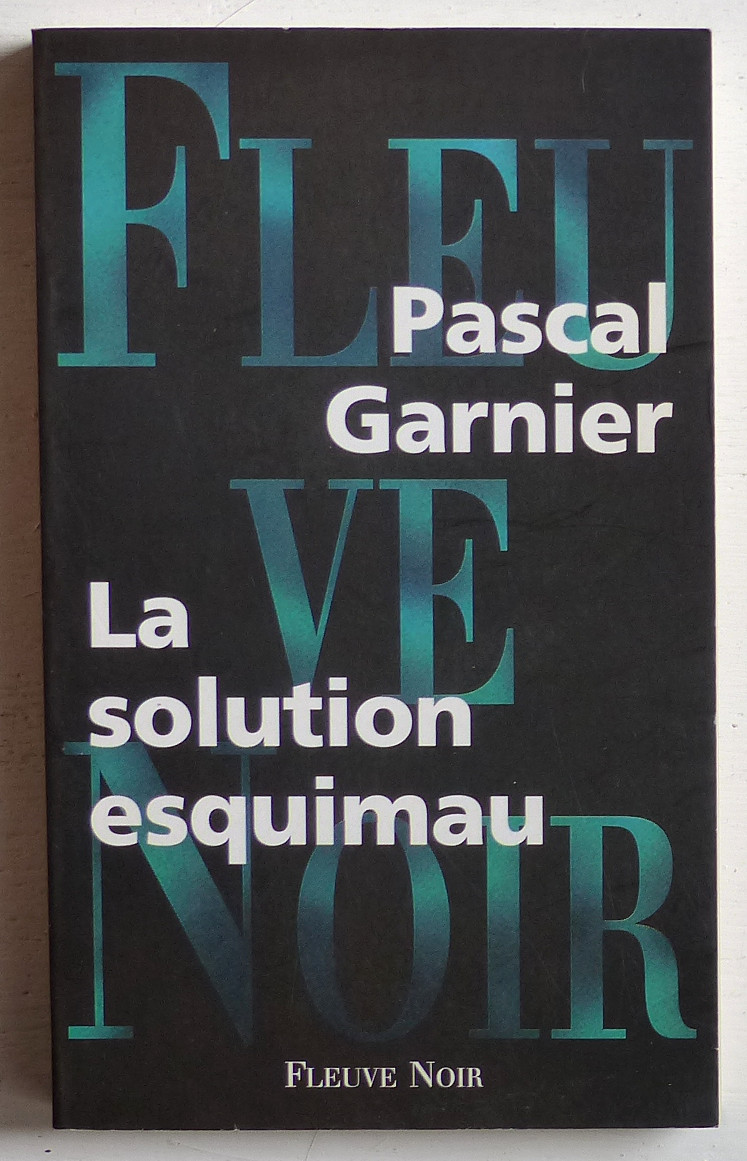 FLEU
Pascal
Garnier
VE
La
solution
esquimau
NOIR
FLEUVE NOIR